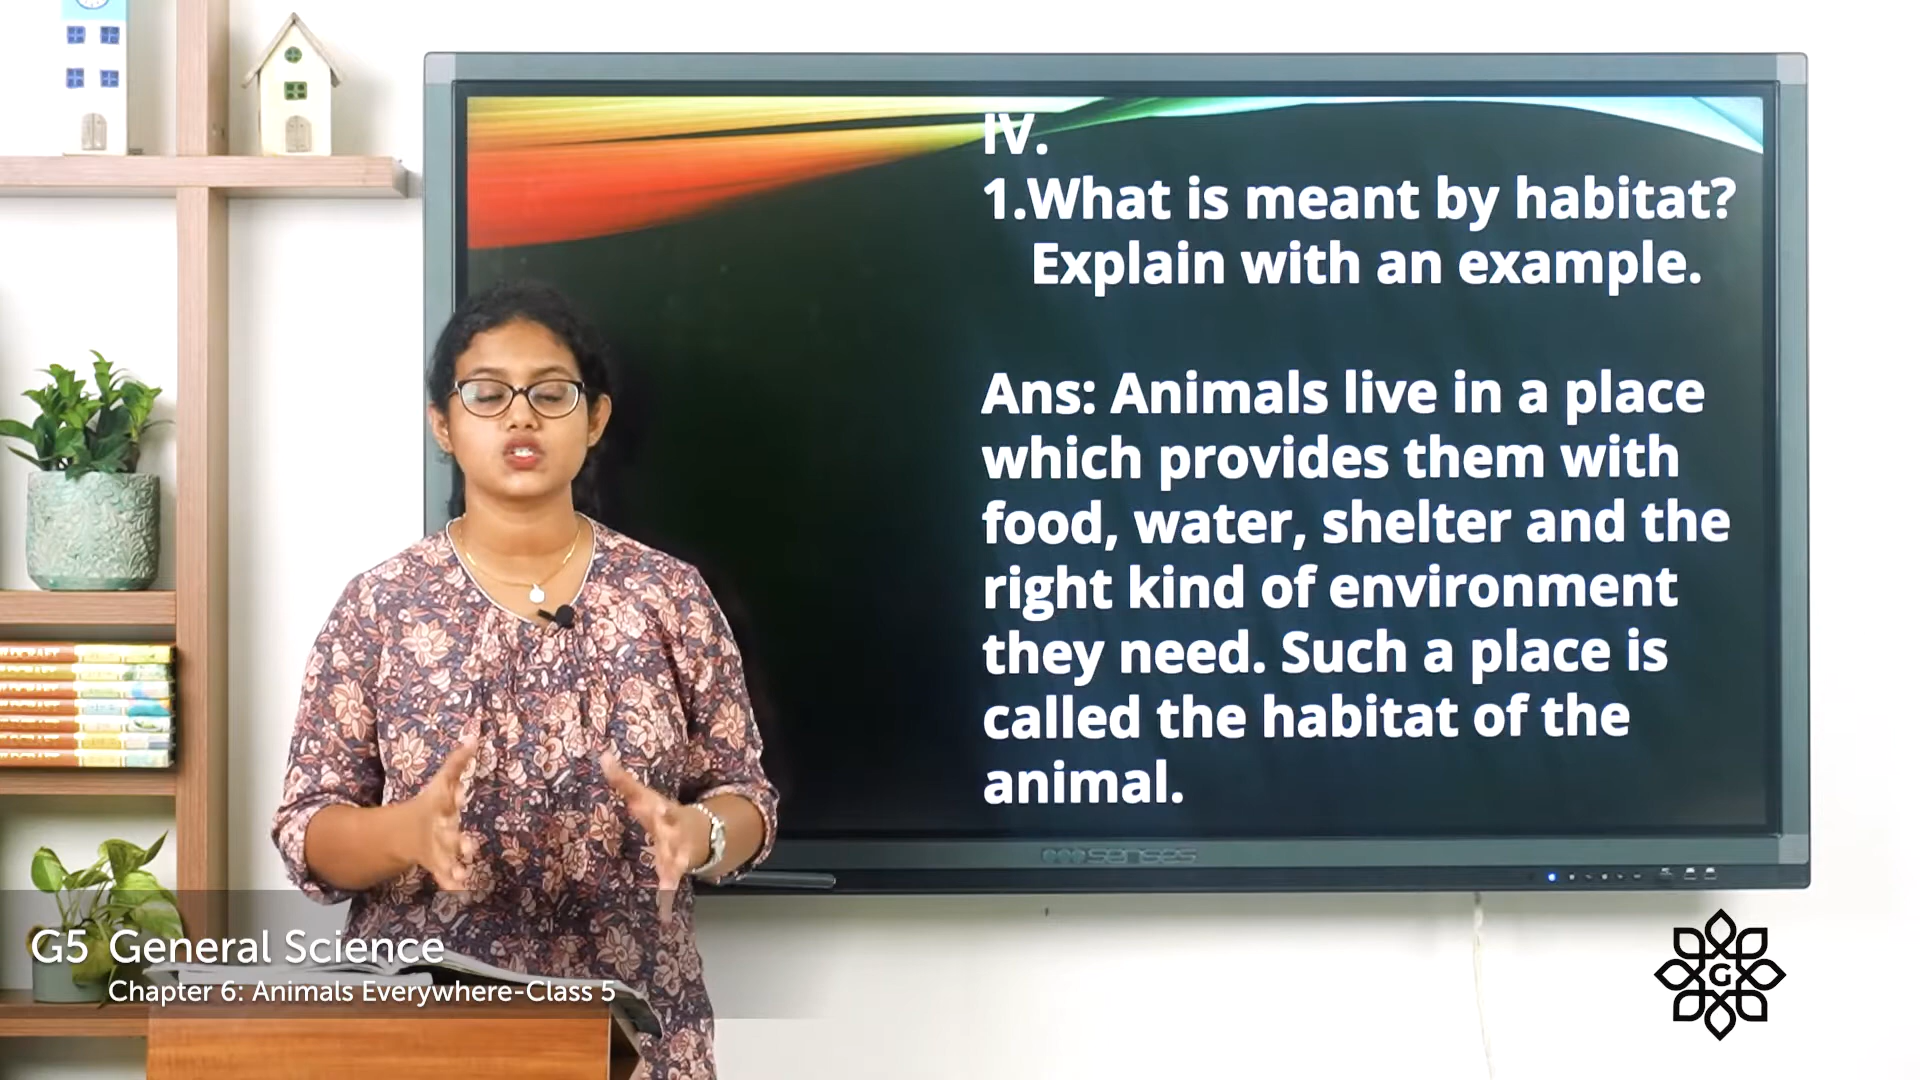 IV.
1.What is meant by habitat?
Explain with an example.
Ans: Animals live in a place
which provides them with
food, water, shelter and the
right kind of environment
they need. Such a place is
called the habitat of the
animal.
senses
G5 General Science
Chapter 6: Animals Everywhere-Class 5
G